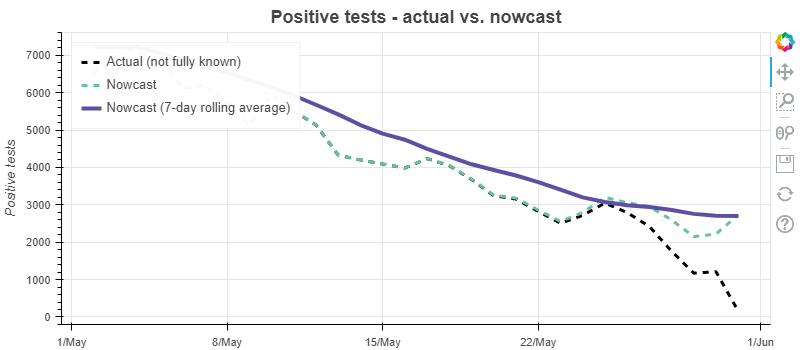 Positive tests - actual vs. nowcast
Actual (not fully known)
Nowcast
Nowcast (7-day rolling average)
Positive tests
7000
6000
5000
4000
3000
2000
1000
0
1/May
8/May
15/May
22/May
1/Jun